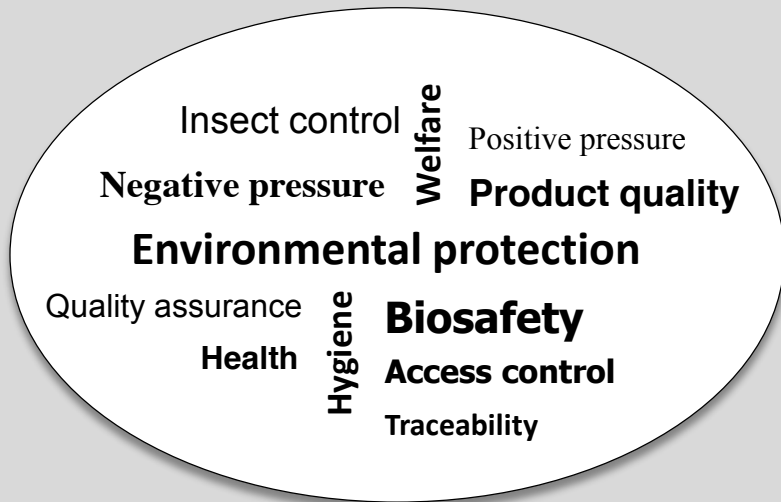 Insect control
Welfare
Positive pressure
Negative pressure
Product quality
Environmental protection
Quality assurance
Hygiene
Biosafety
Health
Access control
Traceability